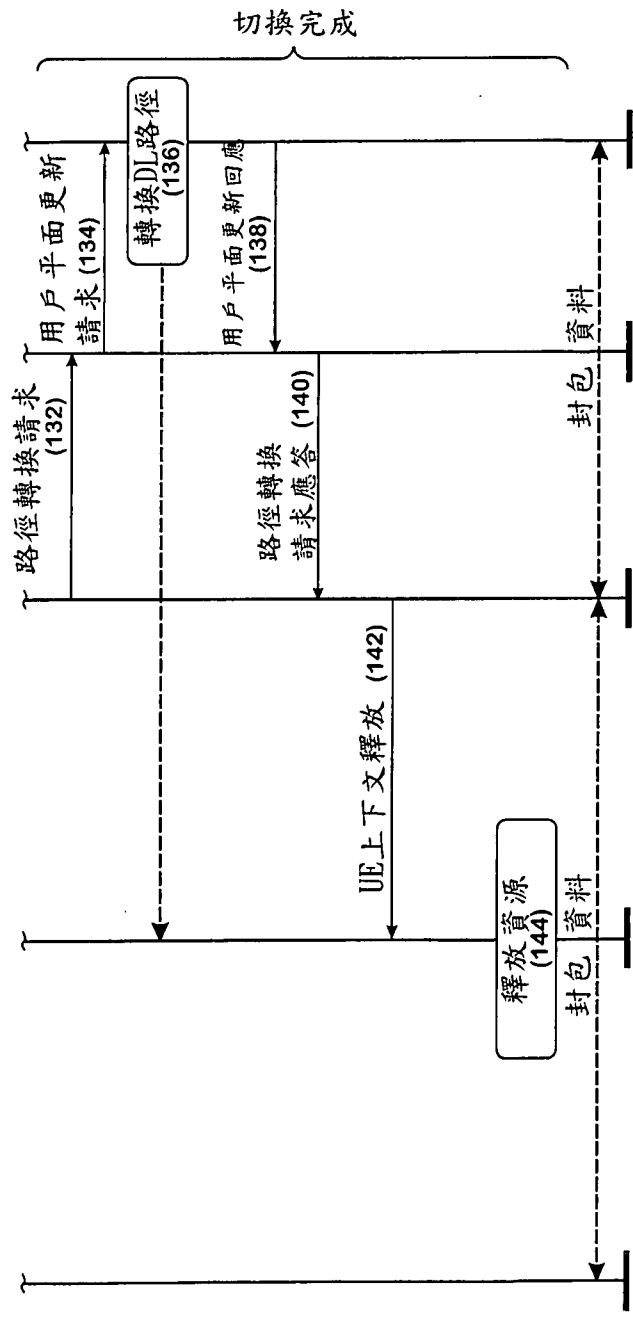 切換完成
路徑轉換請求
(132)
用戶平面更新
請求 (134)
轉換DL路徑
(136)
用戶平面更新回應
(138)
路徑轉換
請求應答 (140)
UE上下文釋放 (142)
釋放資源
(144)
封包 資料
封包 資料